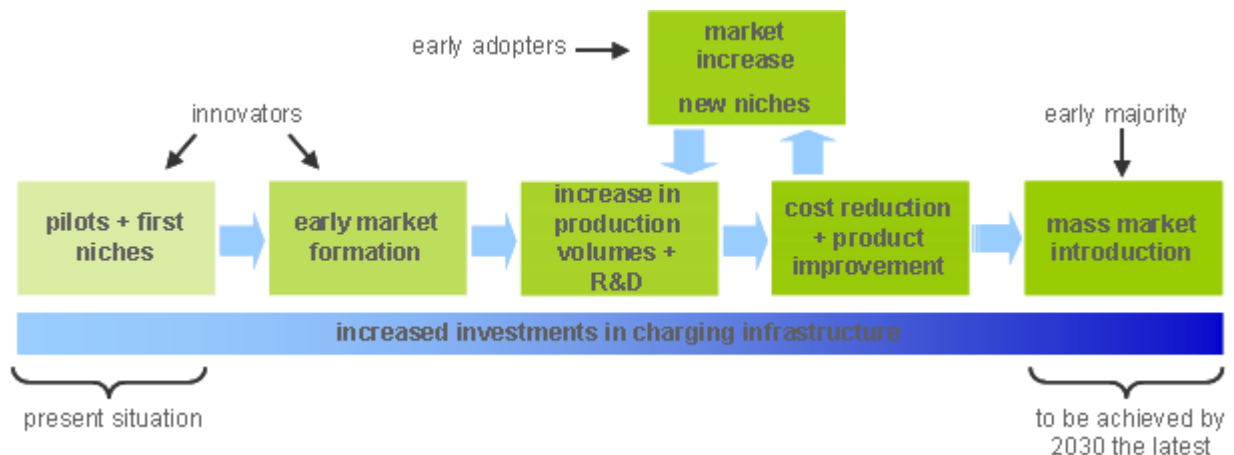 early adopters
market
increase
new niches
innovators
early majority
pilots + first
niches
early market
formation
increase in
production
volumes +
R&D
cost reduction
+ product
improvement
mass market
introduction
increased investments in charging infrastructure
present situation
to be achieved by
2030 the latest